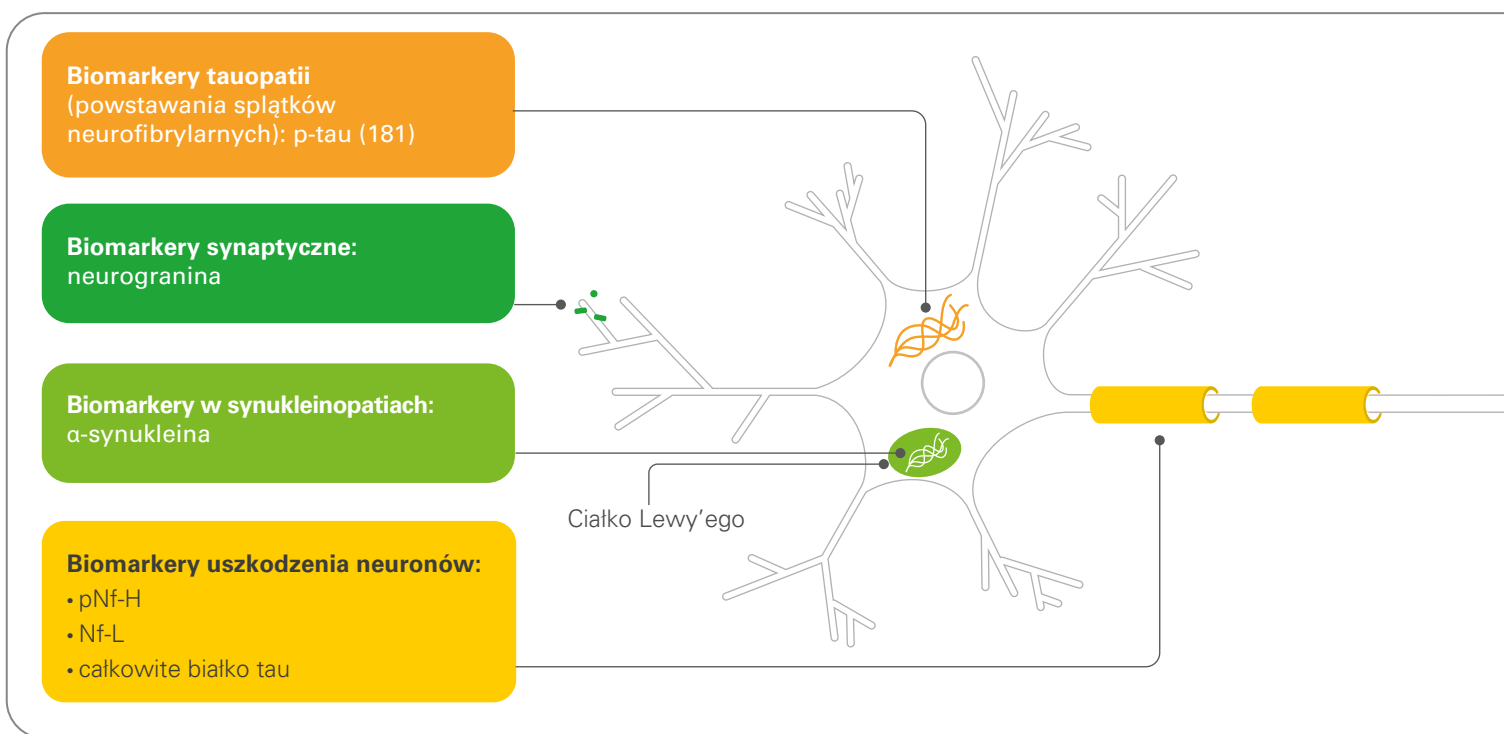 Biomarkery tauopatii
(powstawania splątków
neurofibrylarnych): p-tau (181)
Biomarkery synaptyczne:
neurogranina
Biomarkery w synukleinopatiach:
α-synukleina
Ciałko Lewy’ego
Biomarkery uszkodzenia neuronów:
• pNf-H
• Nf-L
• całkowite białko tau